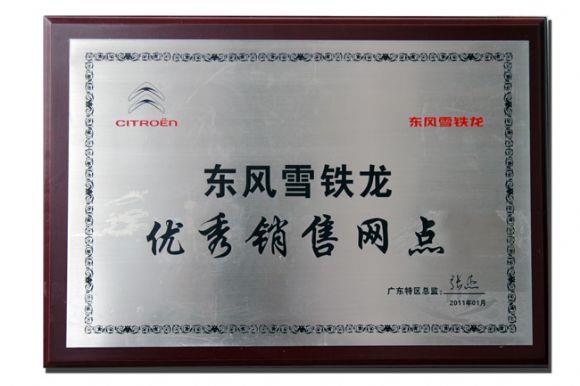 CITROËN
东风雪铁龙
东风雪铁龙
优秀销售网点
广东特区总监:
2011年01月